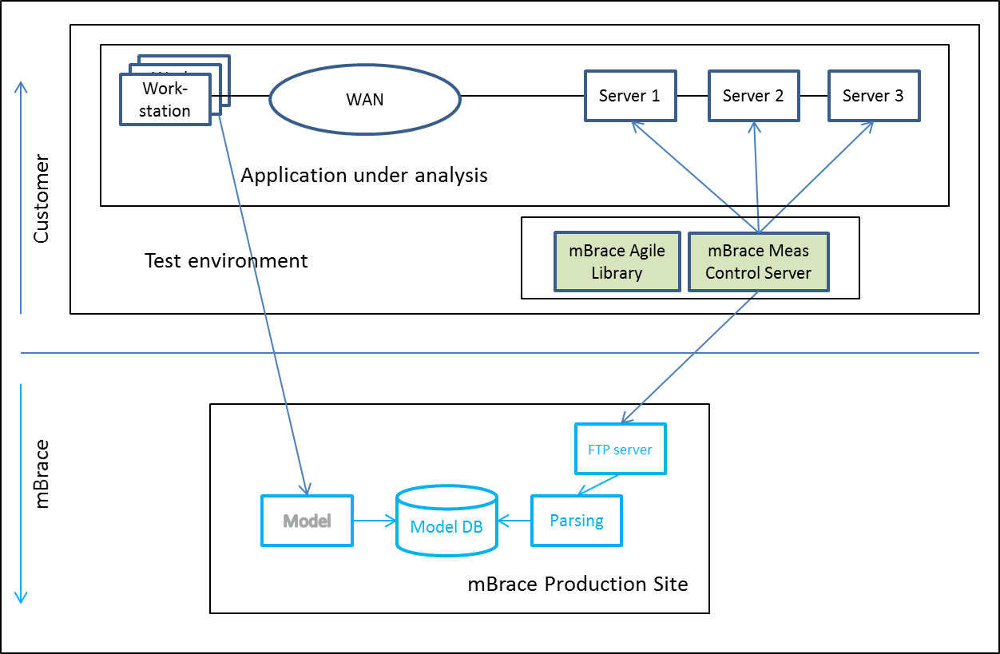 Work-
station
WAN
Server 1
Server 2
Server 3
Application under analysis
Customer
Test environment
mBrace Agile
Library
mBrace Meas
Control Server
mBrace
FTP server
Model
Model DB
Parsing
mBrace Production Site